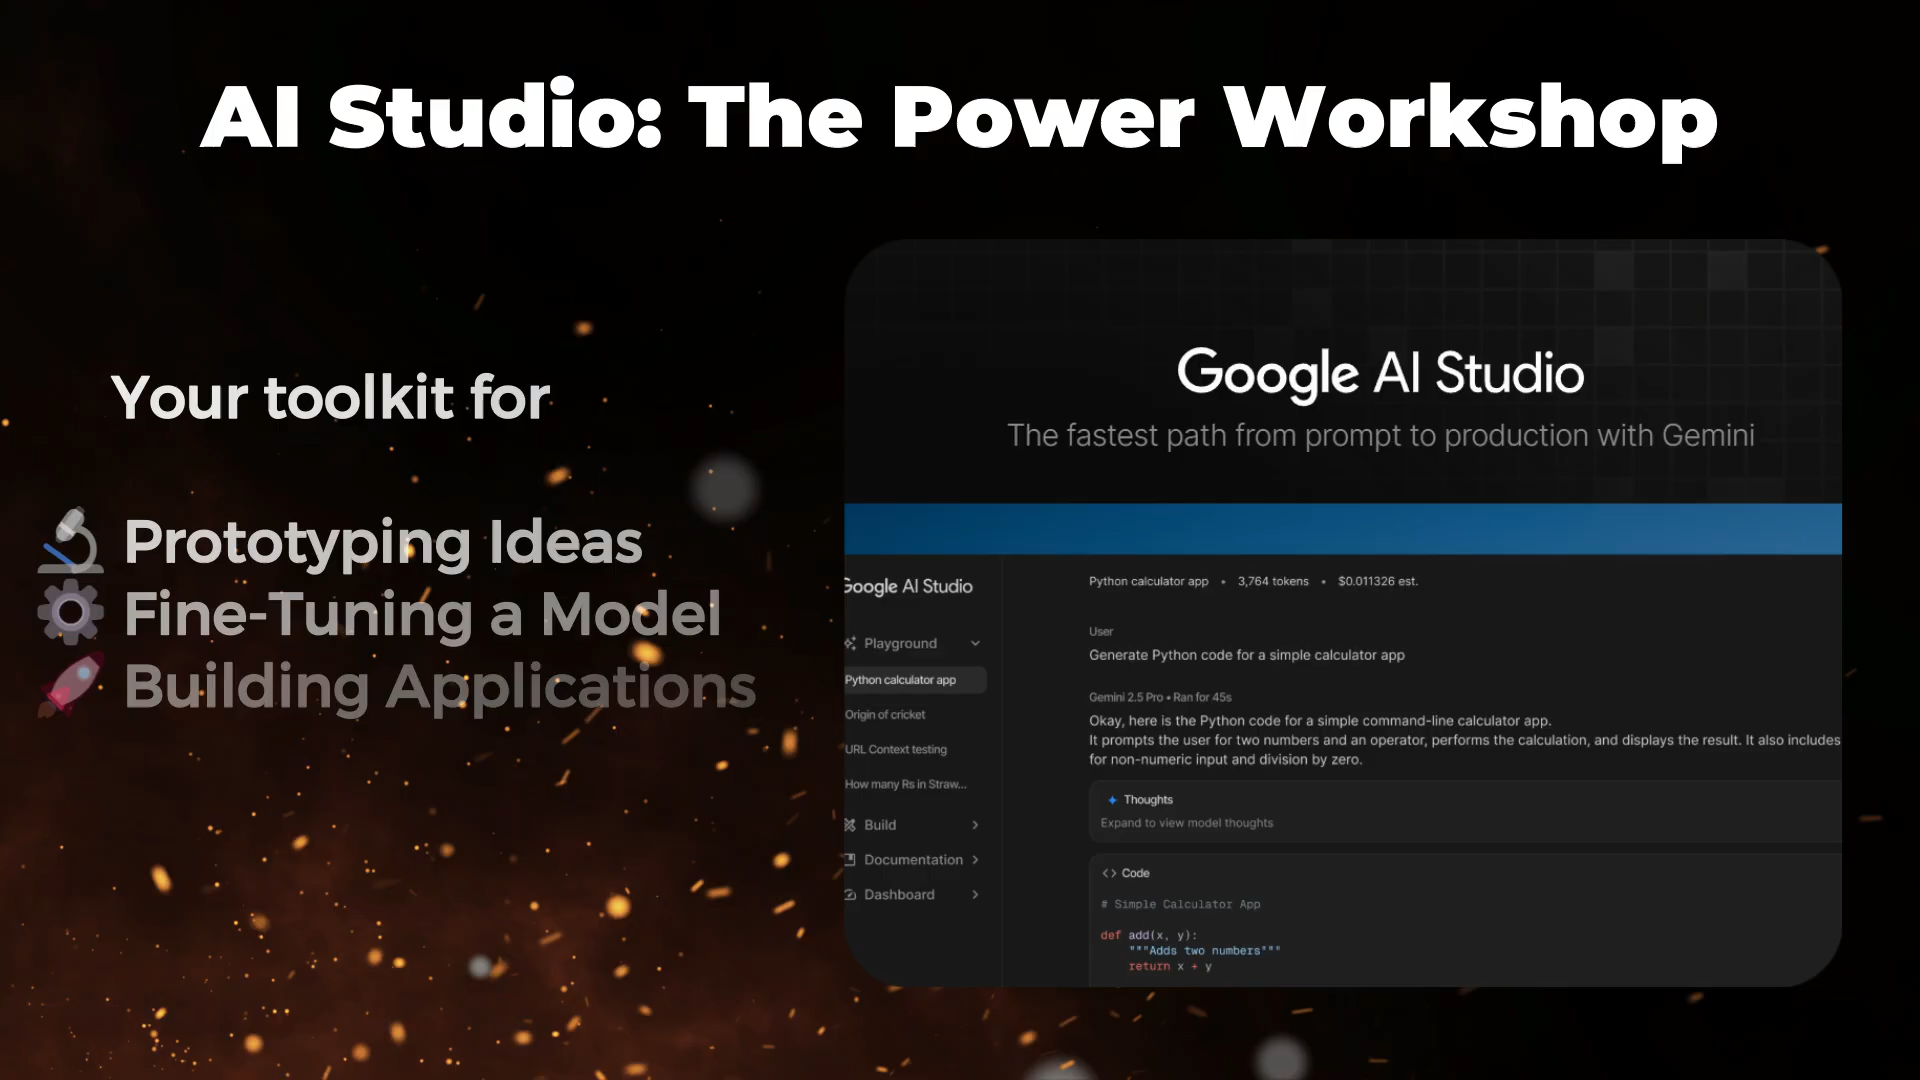 AI Studio: The Power Workshop
Your toolkit for
Prototyping Ideas
Fine-Tuning a Model
Building Applications
Google AI Studio
The fastest path from prompt to production with Gemini
Google AI Studio
Playground
Python calculator app
Origin of cricket
URL Context testing
How many Rs in Straw...
Build
Documentation
Dashboard
Python calculator app • 3,764 tokens • $0.011326 est.
User
Generate Python code for a simple calculator app
Gemini 2.5 Pro • Ran for 45s
Okay, here is the Python code for a simple command-line calculator app.
It prompts the user for two numbers and an operator, performs the calculation, and displays the result. It also includes
for non-numeric input and division by zero.
Thoughts
Expand to view model thoughts
<> Code
# Simple Calculator App
def add(x, y):
"""Adds two numbers"""
return x + y